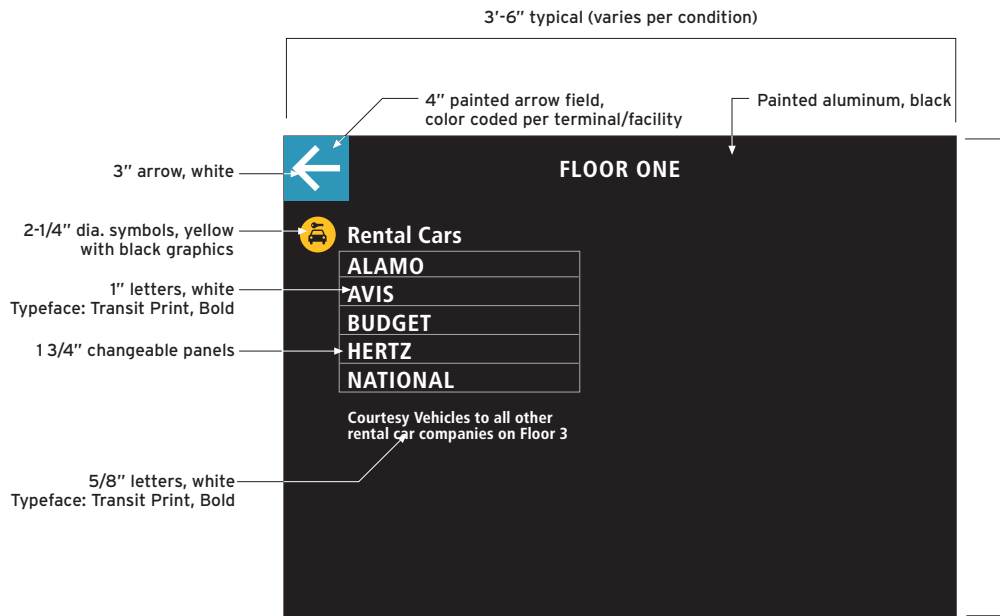 3’-6” typical (varies per condition)
4” painted arrow field,
color coded per terminal/facility
Painted aluminum, black
3” arrow, white
FLOOR ONE
2-1/4” dia. symbols, yellow
with black graphics
Rental Cars
ALAMO
1” letters, white
Typeface: Transit Print, Bold
AVIS
BUDGET
1 3/4” changeable panels
HERTZ
NATIONAL
Courtesy Vehicles to all other
rental car companies on Floor 3
5/8” letters, white
Typeface: Transit Print, Bold